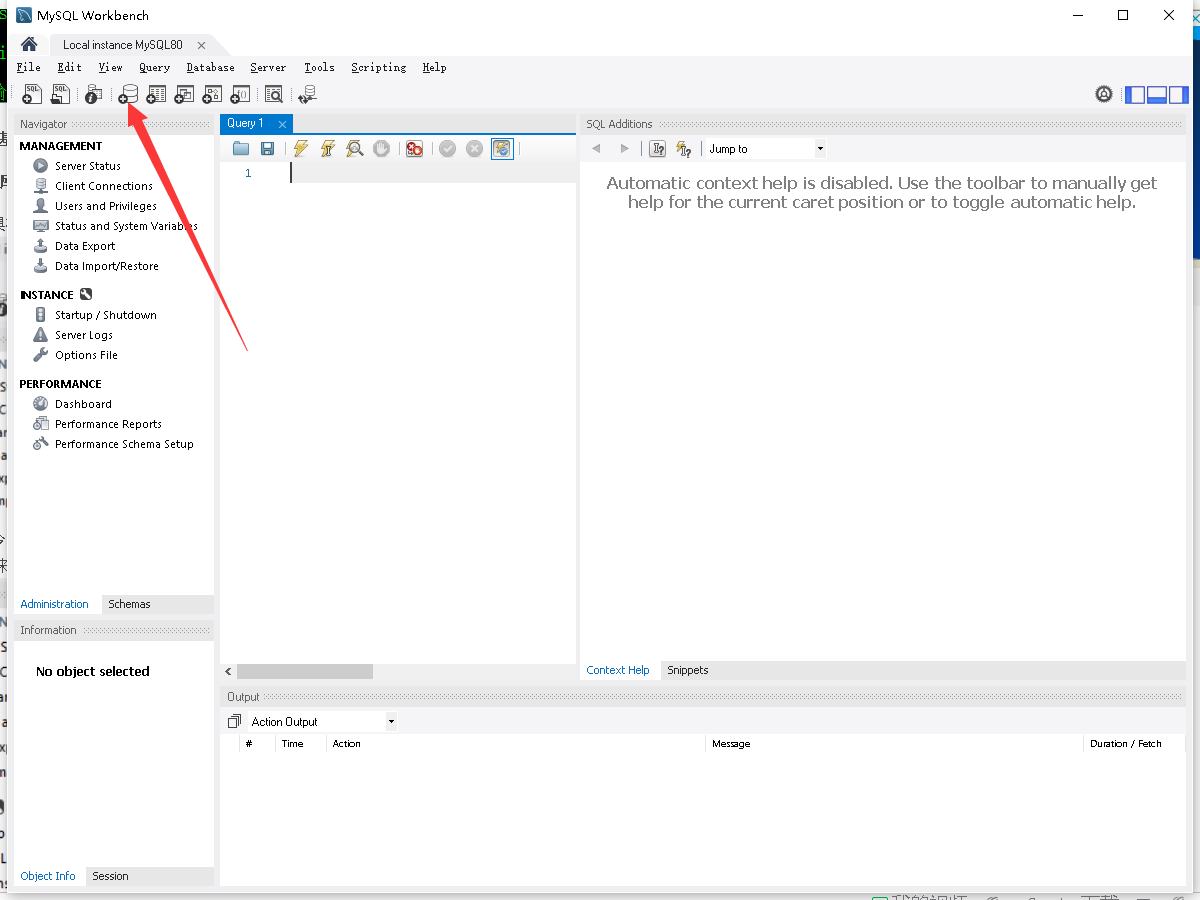 MySQL Workbench
Local instance MySQL80
File Edit View Query Database Server Tools Scripting Help
Navigator
MANAGEMENT
Server Status
Client Connections
Users and Privileges
Status and System Variables
Data Export
Data Import/Restore
INSTANCE
Startup / Shutdown
Server Logs
Options File
PERFORMANCE
Dashboard
Performance Reports
Performance Schema Setup
Administration Schemas
Information
No object selected
Object Info Session
Query 1
1
SQL Additions
Jump to
Automatic context help is disabled. Use the toolbar to manually get
help for the current caret position or to toggle automatic help.
Context Help Snippets
Output
Action Output
# Time Action Message Duration / Fetch